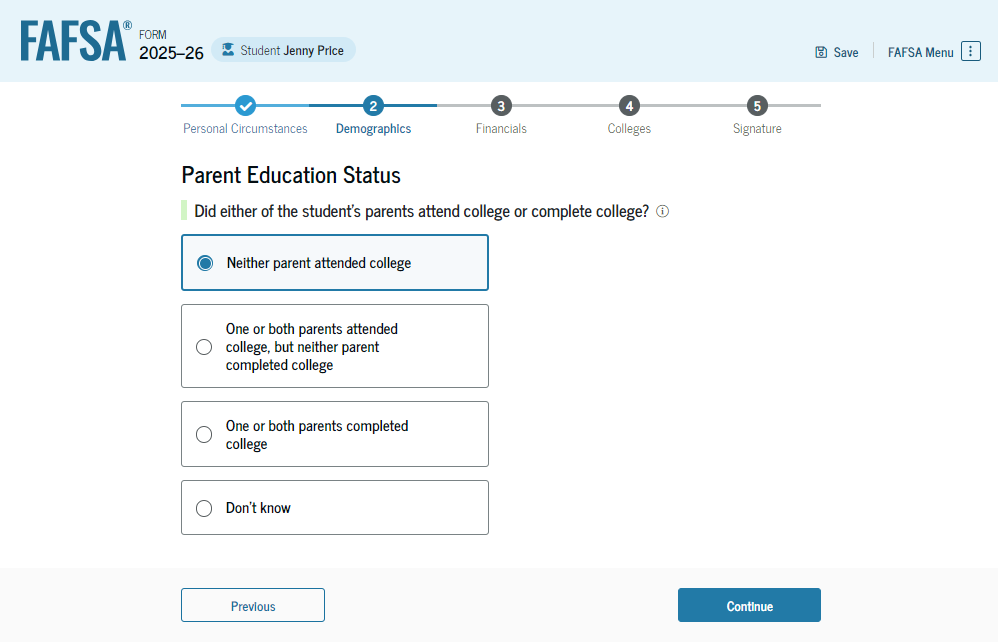 FAFSA® FORM
2025–26
Student Jenny Price
Save
FAFSA Menu
2
3
4
5
Personal Circumstances
Demographics
Financials
Colleges
Signature
Parent Education Status
Did either of the student's parents attend college or complete college?
Neither parent attended college
One or both parents attended
college, but neither parent
completed college
One or both parents completed
college
Don't know
Previous
Continue